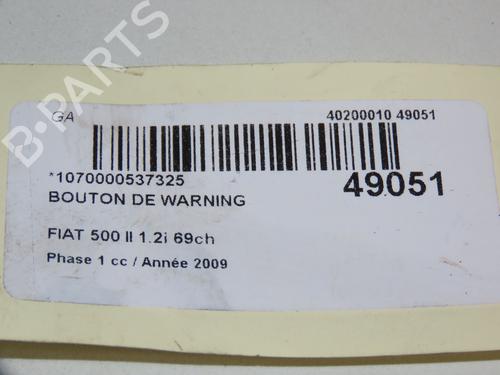 GA
40200010 49051
*1070000537325
49051
BOUTON DE WARNING
FIAT 500 II 1.2i 69ch
Phase 1 cc / Année 2009
B-PARTS